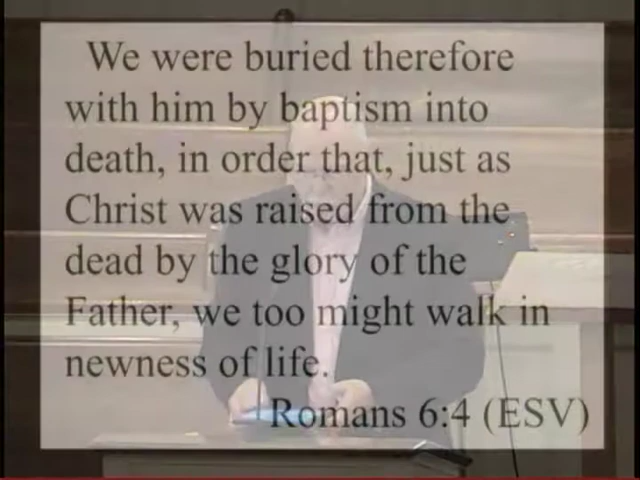 We were buried therefore
with him by baptism into
death, in order that, just as
Christ was raised from the
dead by the glory of the
Father, we too might walk in
newness of life.
Romans 6:4 (ESV)